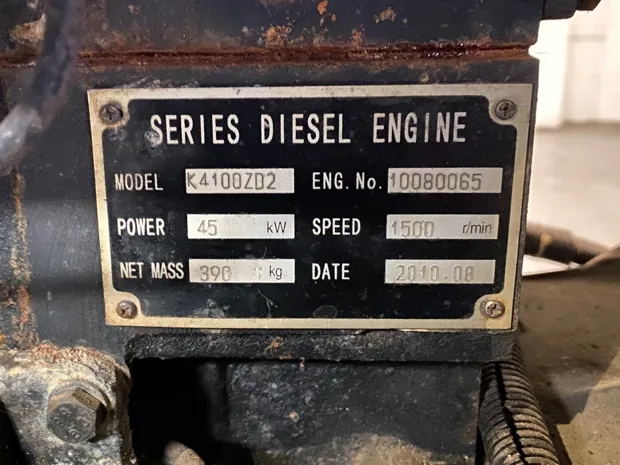 SERIES DIESEL ENGINE
MODEL K4100ZD2 ENG. No. 10080065
POWER 45 kW SPEED 1500 r/min
NET MASS 390 kg DATE 2010.08